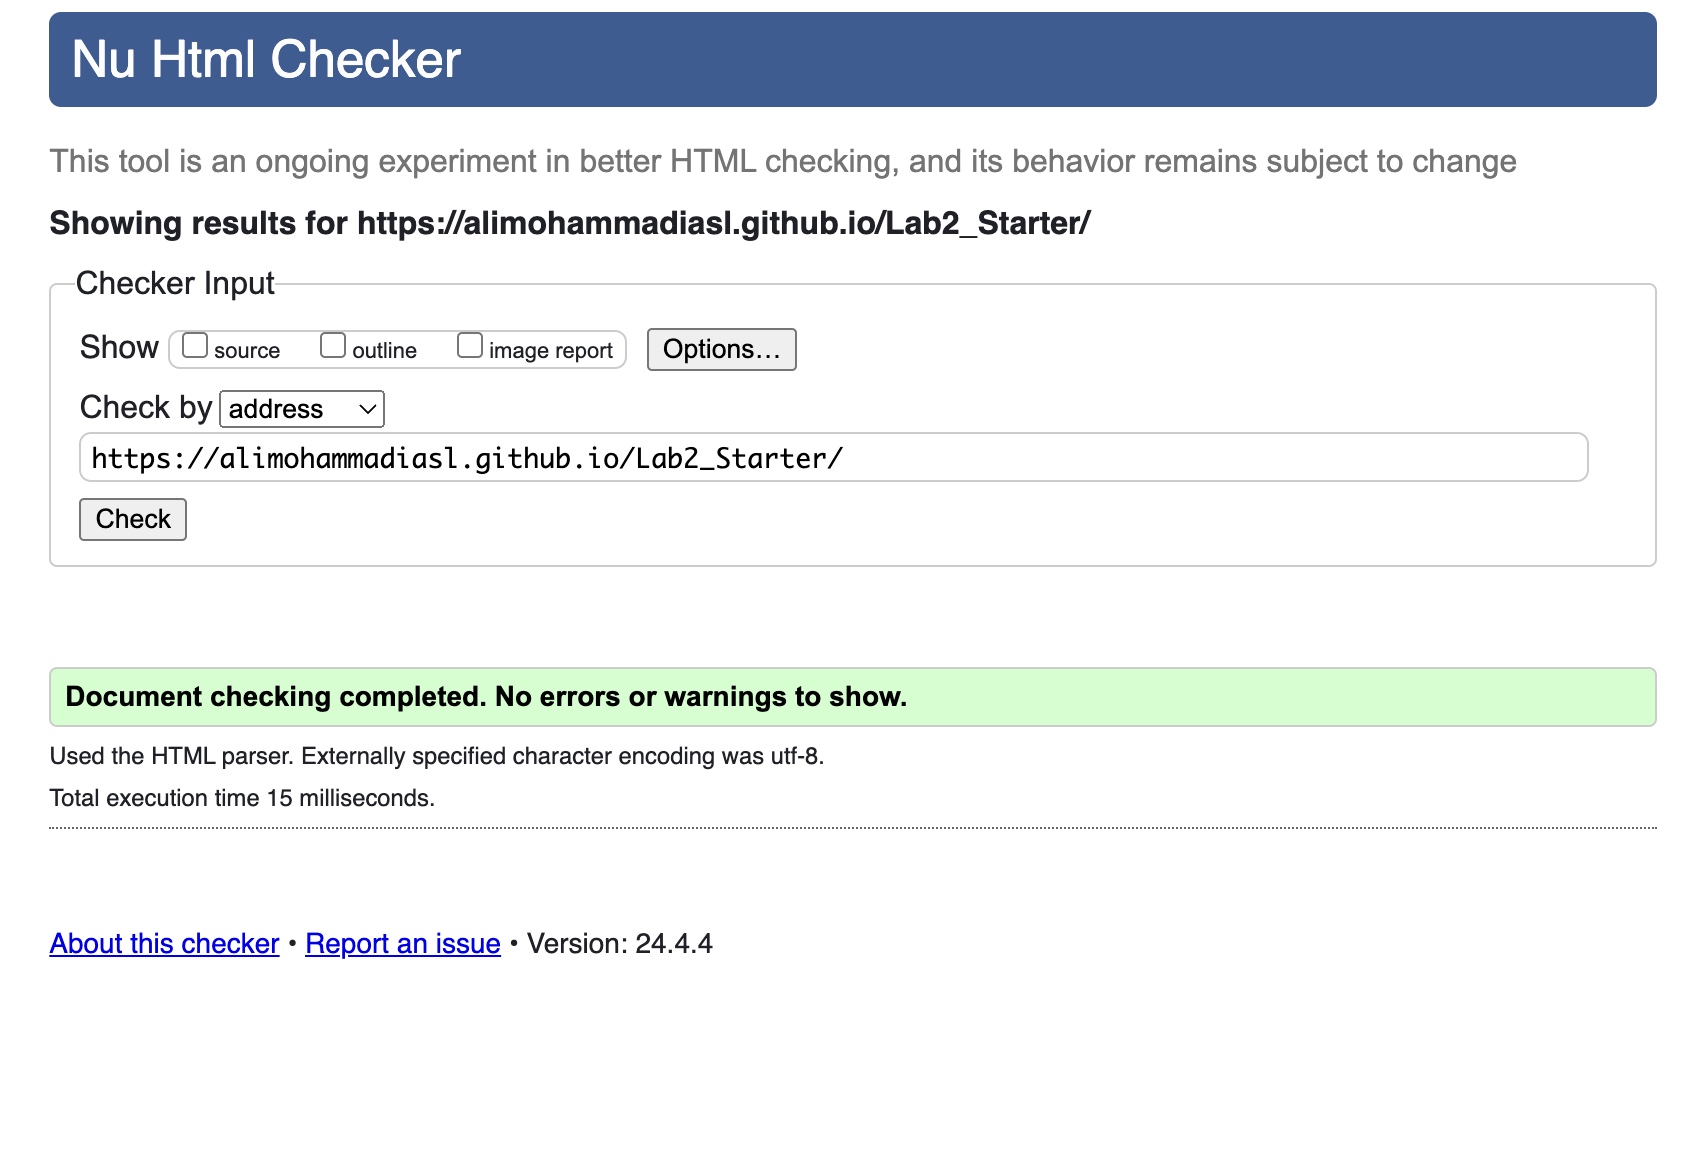 Nu Html Checker
This tool is an ongoing experiment in better HTML checking, and its behavior remains subject to change
Showing results for https://alimohammadiasl.github.io/Lab2_Starter/
Checker Input
Show source outline image report Options…
Check by address
https://alimohammadiasl.github.io/Lab2_Starter/
Check
Document checking completed. No errors or warnings to show.
Used the HTML parser. Externally specified character encoding was utf-8.
Total execution time 15 milliseconds.
About this checker • Report an issue • Version: 24.4.4